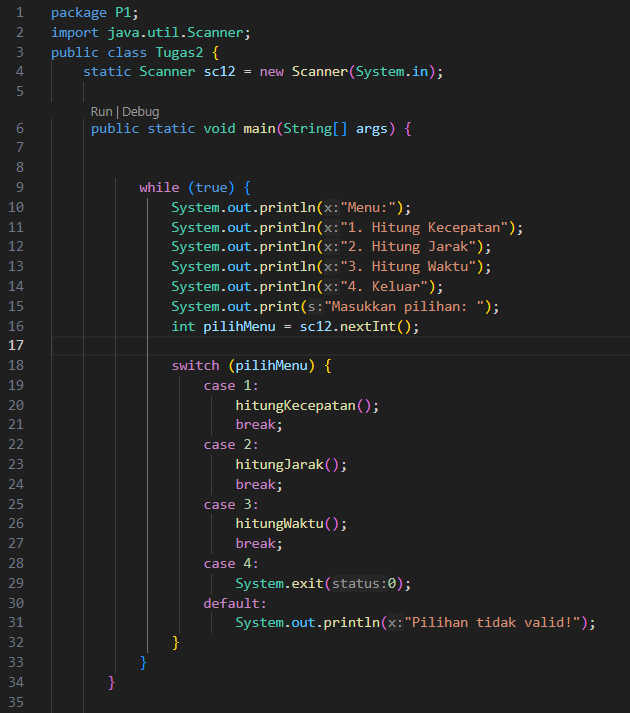 1 package P1;
2 import java.util.Scanner;
3 public class Tugas2 {
4     static Scanner sc12 = new Scanner(System.in);
5
Run | Debug
6     public static void main(String[] args) {
7
8
9         while (true) {
10             System.out.println(x:"Menu:");
11             System.out.println(x:"1. Hitung Kecepatan");
12             System.out.println(x:"2. Hitung Jarak");
13             System.out.println(x:"3. Hitung Waktu");
14             System.out.println(x:"4. Keluar");
15             System.out.print(s:"Masukkan pilihan: ");
16             int pilihMenu = sc12.nextInt();
17
18             switch (pilihMenu) {
19                 case 1:
20                     hitungKecepatan();
21                     break;
22                 case 2:
23                     hitungJarak();
24                     break;
25                 case 3:
26                     hitungWaktu();
27                     break;
28                 case 4:
29                     System.exit(status:0);
30                 default:
31                     System.out.println(x:"Pilihan tidak valid!");
32             }
33         }
34     }
35